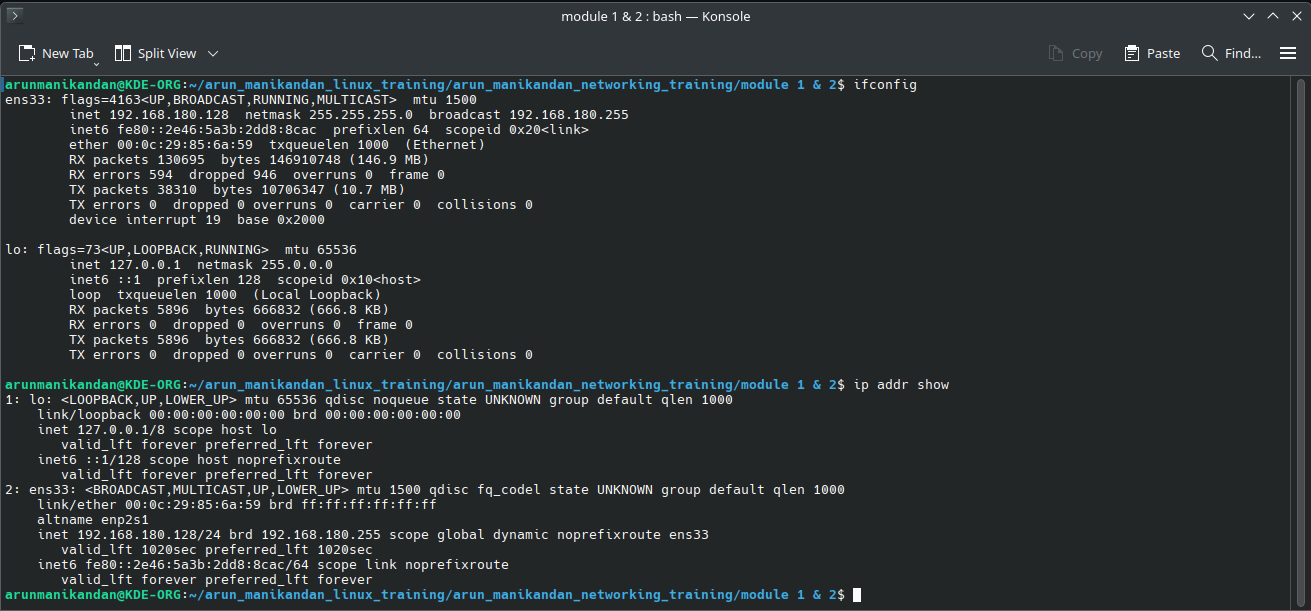 module 1 & 2 : bash — Konsole
New Tab Split View Copy Paste Find...
arunmanikandan@KDE-ORG:~/arun_manikandan_linux_training/arun_manikandan_networking_training/module 1 & 2$ ifconfig
ens33: flags=4163<UP,BROADCAST,RUNNING,MULTICAST>  mtu 1500
        inet 192.168.180.128  netmask 255.255.255.0  broadcast 192.168.180.255
        inet6 fe80::2e46:5a3b:2dd8:8cac  prefixlen 64  scopeid 0x20<link>
        ether 00:0c:29:85:6a:59  txqueuelen 1000  (Ethernet)
        RX packets 130695  bytes 146910748 (146.9 MB)
        RX errors 594  dropped 946  overruns 0  frame 0
        TX packets 38310  bytes 10706347 (10.7 MB)
        TX errors 0  dropped 0 overruns 0  carrier 0  collisions 0
        device interrupt 19  base 0x2000
lo: flags=73<UP,LOOPBACK,RUNNING>  mtu 65536
        inet 127.0.0.1  netmask 255.0.0.0
        inet6 ::1  prefixlen 128  scopeid 0x10<host>
        loop  txqueuelen 1000  (Local Loopback)
        RX packets 5896  bytes 666832 (666.8 KB)
        RX errors 0  dropped 0  overruns 0  frame 0
        TX packets 5896  bytes 666832 (666.8 KB)
        TX errors 0  dropped 0 overruns 0  carrier 0  collisions 0
arunmanikandan@KDE-ORG:~/arun_manikandan_linux_training/arun_manikandan_networking_training/module 1 & 2$ ip addr show
1: lo: <LOOPBACK,UP,LOWER_UP> mtu 65536 qdisc noqueue state UNKNOWN group default qlen 1000
    link/loopback 00:00:00:00:00:00 brd 00:00:00:00:00:00
    inet 127.0.0.1/8 scope host lo
       valid_lft forever preferred_lft forever
    inet6 ::1/128 scope host noprefixroute
       valid_lft forever preferred_lft forever
2: ens33: <BROADCAST,MULTICAST,UP,LOWER_UP> mtu 1500 qdisc fq_codel state UNKNOWN group default qlen 1000
    link/ether 00:0c:29:85:6a:59 brd ff:ff:ff:ff:ff:ff
    altname enp2s1
    inet 192.168.180.128/24 brd 192.168.180.255 scope global dynamic noprefixroute ens33
       valid_lft 1020sec preferred_lft 1020sec
    inet6 fe80::2e46:5a3b:2dd8:8cac/64 scope link noprefixroute
       valid_lft forever preferred_lft forever
arunmanikandan@KDE-ORG:~/arun_manikandan_linux_training/arun_manikandan_networking_training/module 1 & 2$